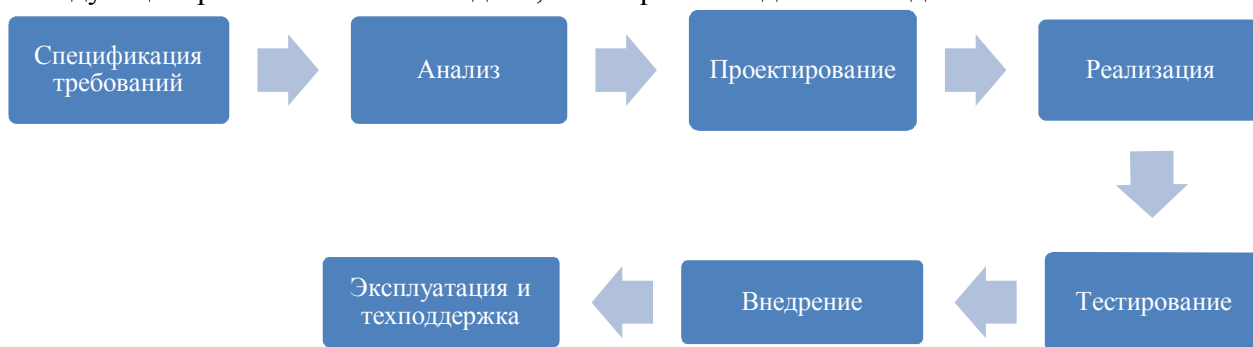 Спецификация
требований
Анализ
Проектирование
Реализация
Тестирование
Внедрение
Эксплуатация и
техподдержка